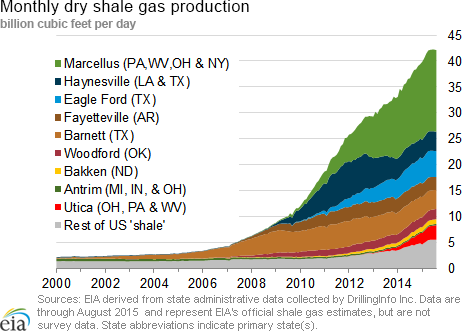 Monthly dry shale gas production
billion cubic feet per day
Marcellus (PA,WV,OH & NY)
Haynesville (LA & TX)
Eagle Ford (TX)
Fayetteville (AR)
Barnett (TX)
Woodford (OK)
Bakken (ND)
Antrim (MI, IN, & OH)
Utica (OH, PA & WV)
Rest of US 'shale'
45
40
35
30
25
20
15
10
5
0
2000 2002 2004 2006 2008 2010 2012 2014
Sources: EIA derived from state administrative data collected by DrillingInfo Inc. Data are
through August 2015 and represent EIA's official shale gas estimates, but are not
survey data. State abbreviations indicate primary state(s).
eia